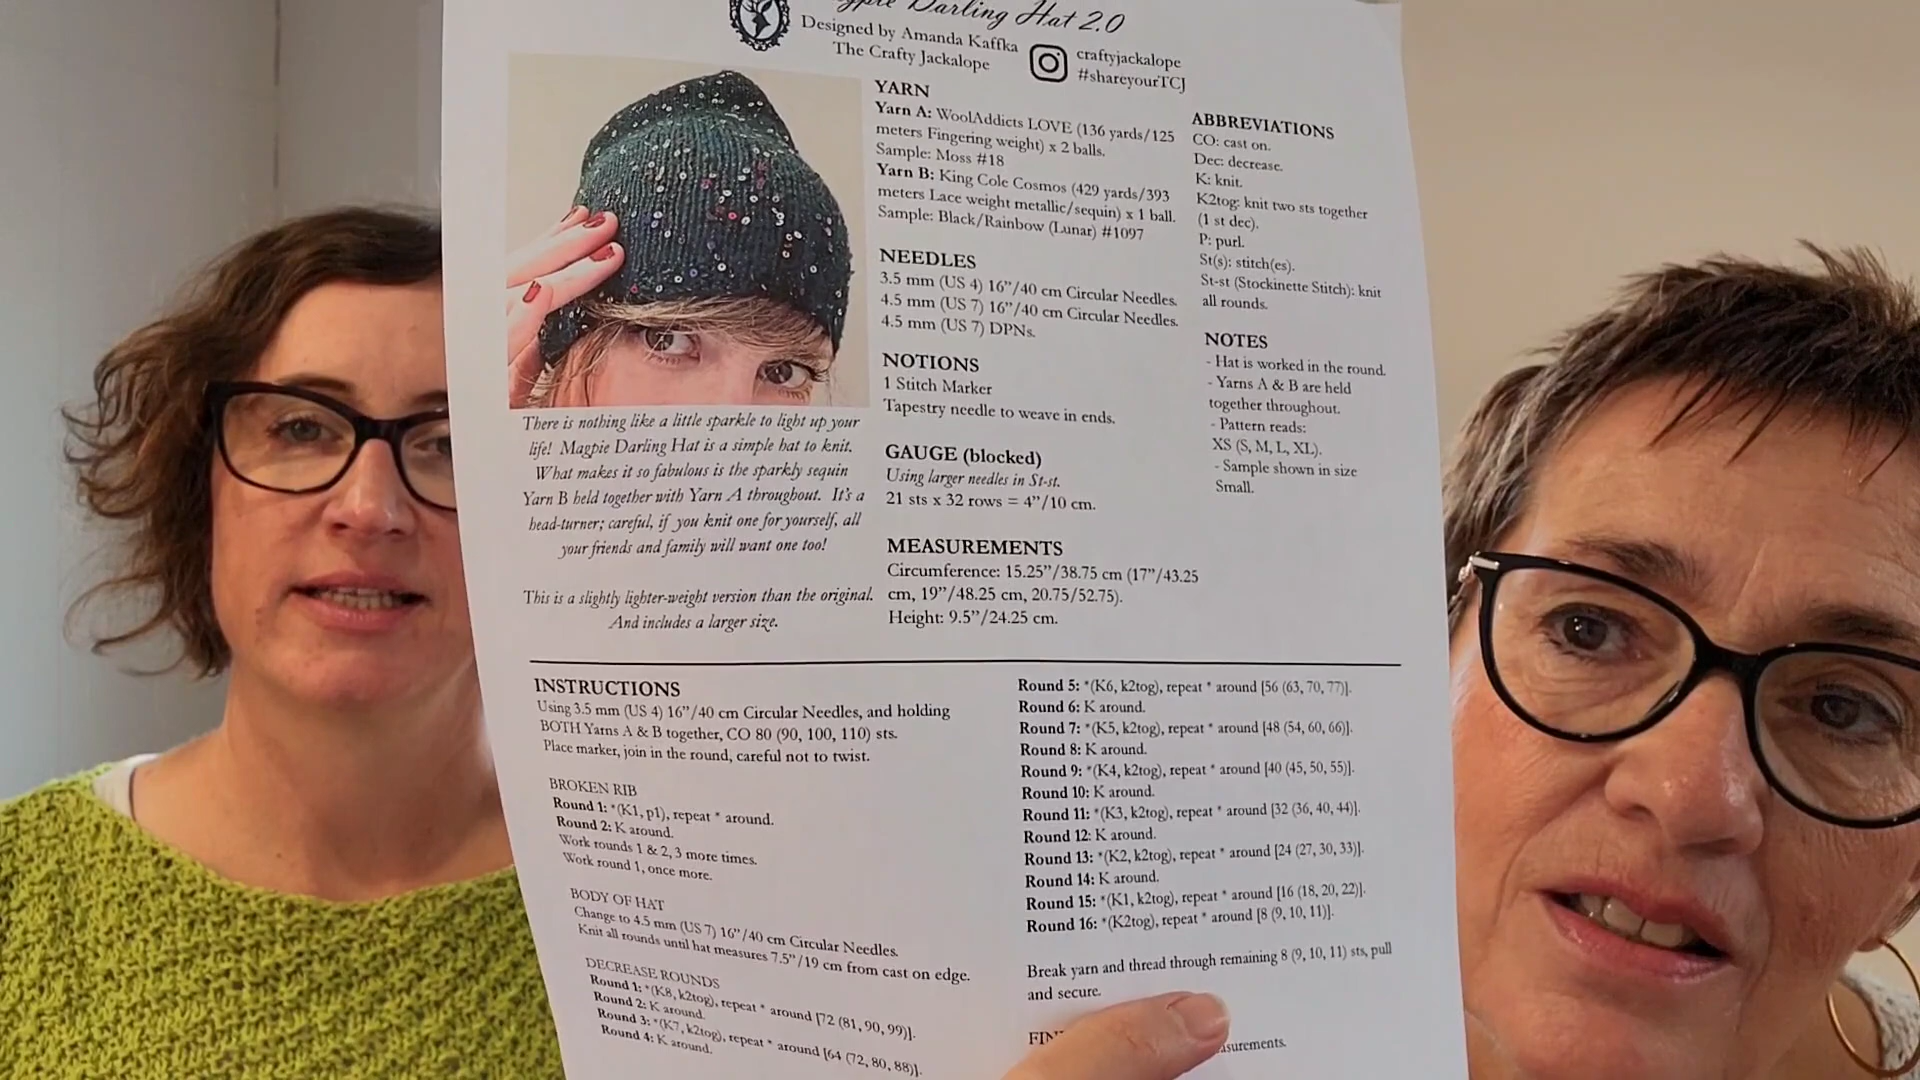 Darling Hat 2.0
Designed by Amanda Kaffka
The Crafty Jackalope
craftyjackalope
#shareyourTCJ
There is nothing like a little sparkle to light up your
life! Magpie Darling Hat is a simple hat to knit.
What makes it so fabulous is the sparkly sequin
Yarn B held together with Yarn A throughout. It's a
head-turner; careful, if you knit one for yourself, all
your friends and family will want one too!
This is a slightly lighter-weight version than the original.
And includes a larger size.
YARN
Yarn A: WoolAddicts LOVE (136 yards/125
meters Fingering weight) x 2 balls.
Sample: Moss #18
Yarn B: King Cole Cosmos (429 yards/393
meters Lace weight metallic/sequin) x 1 ball.
Sample: Black/Rainbow (Lunar) #1097
NEEDLES
3.5 mm (US 4) 16”/40 cm Circular Needles.
4.5 mm (US 7) 16”/40 cm Circular Needles.
4.5 mm (US 7) DPNs.
NOTIONS
1 Stitch Marker
Tapestry needle to weave in ends.
GAUGE (blocked)
Using larger needles in St-st.
21 sts x 32 rows = 4”/10 cm.
MEASUREMENTS
Circumference: 15.25”/38.75 cm (17”/43.25
cm, 19”/48.25 cm, 20.75/52.75).
Height: 9.5”/24.25 cm.
ABBREVIATIONS
CO: cast on.
Dec: decrease.
K: knit.
K2tog: knit two sts together
(1 st dec).
P: purl.
St(s): stitch(es).
St-st (Stockinette Stitch): knit
all rounds.
NOTES
- Hat is worked in the round.
- Yarns A & B are held
together throughout.
- Pattern reads:
XS (S, M, L, XL).
- Sample shown in size
Small.
INSTRUCTIONS
Using 3.5 mm (US 4) 16”/40 cm Circular Needles, and holding
BOTH Yarns A & B together, CO 80 (90, 100, 110) sts.
Place marker, join in the round, careful not to twist.
BROKEN RIB
Round 1: *(K1, p1), repeat * around.
Round 2: K around.
Work rounds 1 & 2, 3 more times.
Work round 1, once more.
BODY OF HAT
Change to 4.5 mm (US 7) 16”/40 cm Circular Needles.
Knit all rounds until hat measures 7.5”/19 cm from cast on edge.
DECREASE ROUNDS
Round 1: *(K8, k2tog), repeat * around [72 (81, 90, 99)].
Round 2: K around.
Round 3: *(K7, k2tog), repeat * around [64 (72, 80, 88)].
Round 4: K around.
Round 5: *(K6, k2tog), repeat * around [56 (63, 70, 77)].
Round 6: K around.
Round 7: *(K5, k2tog), repeat * around [48 (54, 60, 66)].
Round 8: K around.
Round 9: *(K4, k2tog), repeat * around [40 (45, 50, 55)].
Round 10: K around.
Round 11: *(K3, k2tog), repeat * around [32 (36, 40, 44)].
Round 12: K around.
Round 13: *(K2, k2tog), repeat * around [24 (27, 30, 33)].
Round 14: K around.
Round 15: *(K1, k2tog), repeat * around [16 (18, 20, 22)].
Round 16: *(K2tog), repeat * around [8 (9, 10, 11)].
Break yarn and thread through remaining 8 (9, 10, 11) sts, pull
and secure.